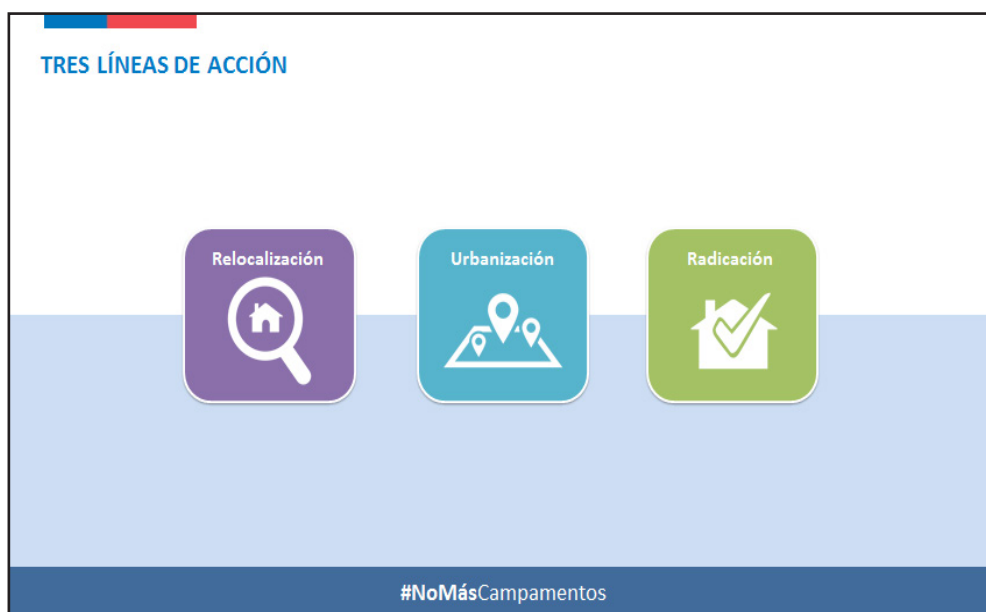 TRES LÍNEAS DE ACCIÓN
Relocalización
Urbanización
Radicación
#NoMásCampamentos